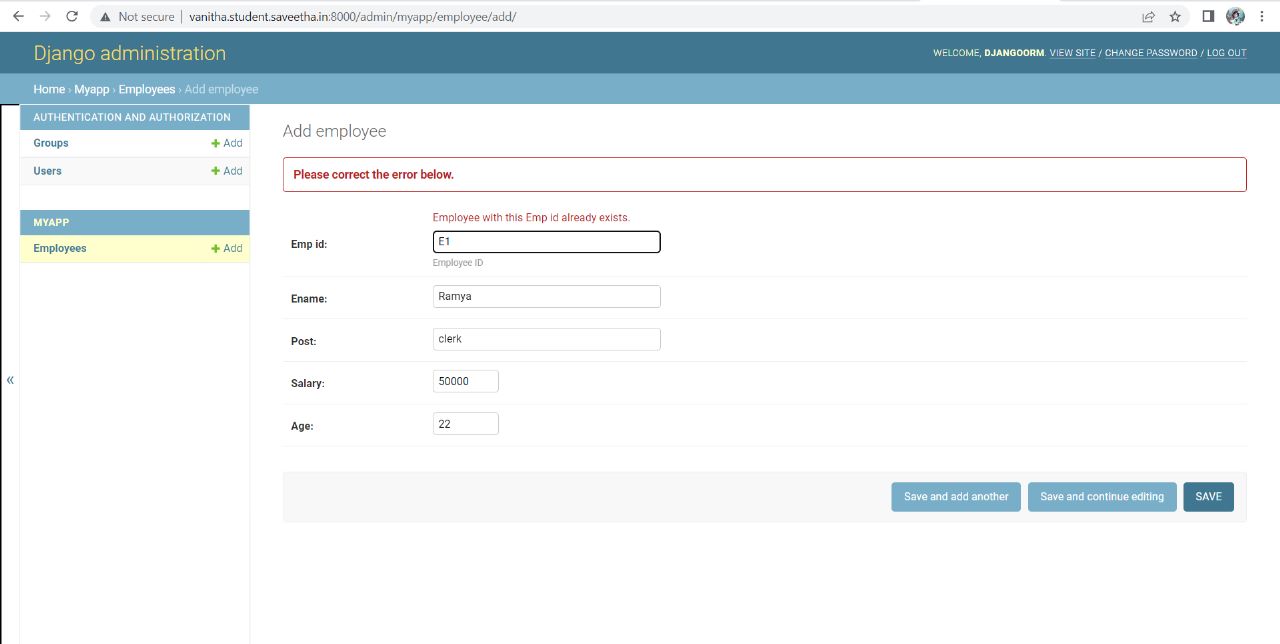 Not secure | vanitha.student.saveetha.in:8000/admin/myapp/employee/add/
Django administration
WELCOME, DJANGOORM. VIEW SITE / CHANGE PASSWORD / LOG OUT
Home › Myapp › Employees › Add employee
AUTHENTICATION AND AUTHORIZATION
Groups + Add
Users + Add
MYAPP
Employees + Add
«
Add employee
Please correct the error below.
Employee with this Emp id already exists.
Emp id: E1
Employee ID
Ename: Ramya
Post: clerk
Salary: 50000
Age: 22
Save and add another
Save and continue editing
SAVE